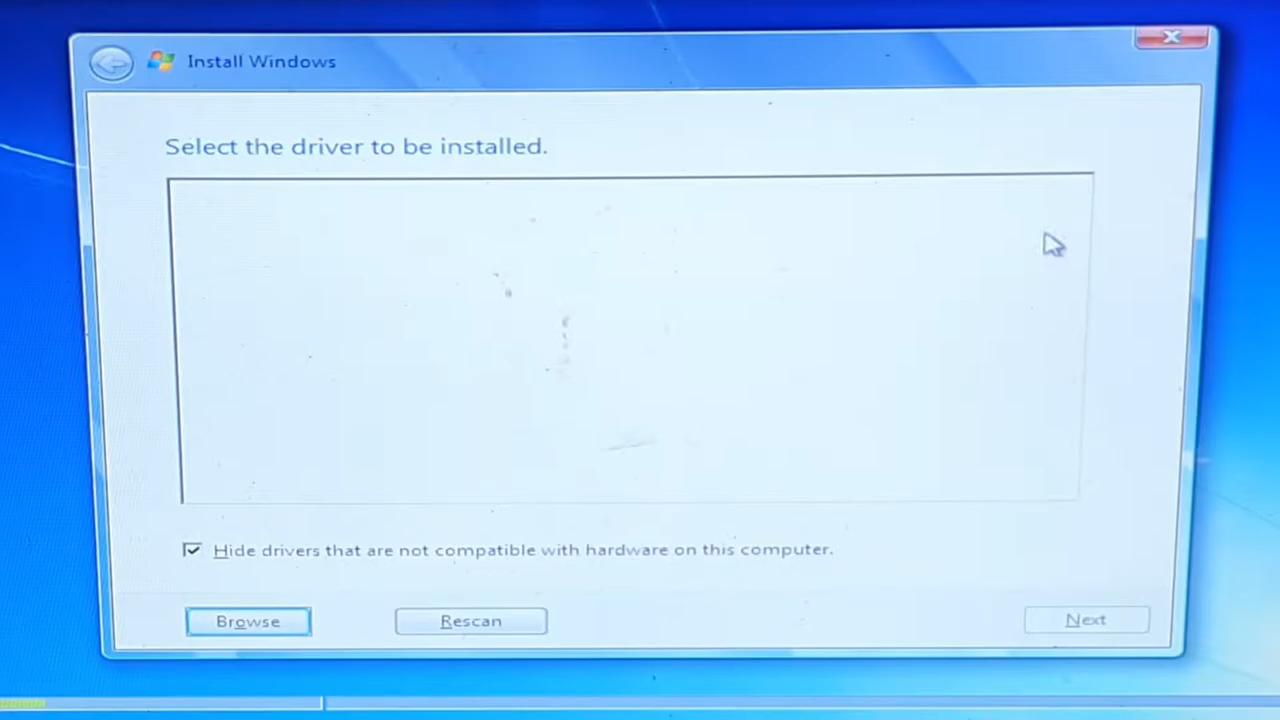 Install Windows
Select the driver to be installed.
Hide drivers that are not compatible with hardware on this computer.
Browse
Rescan
Next